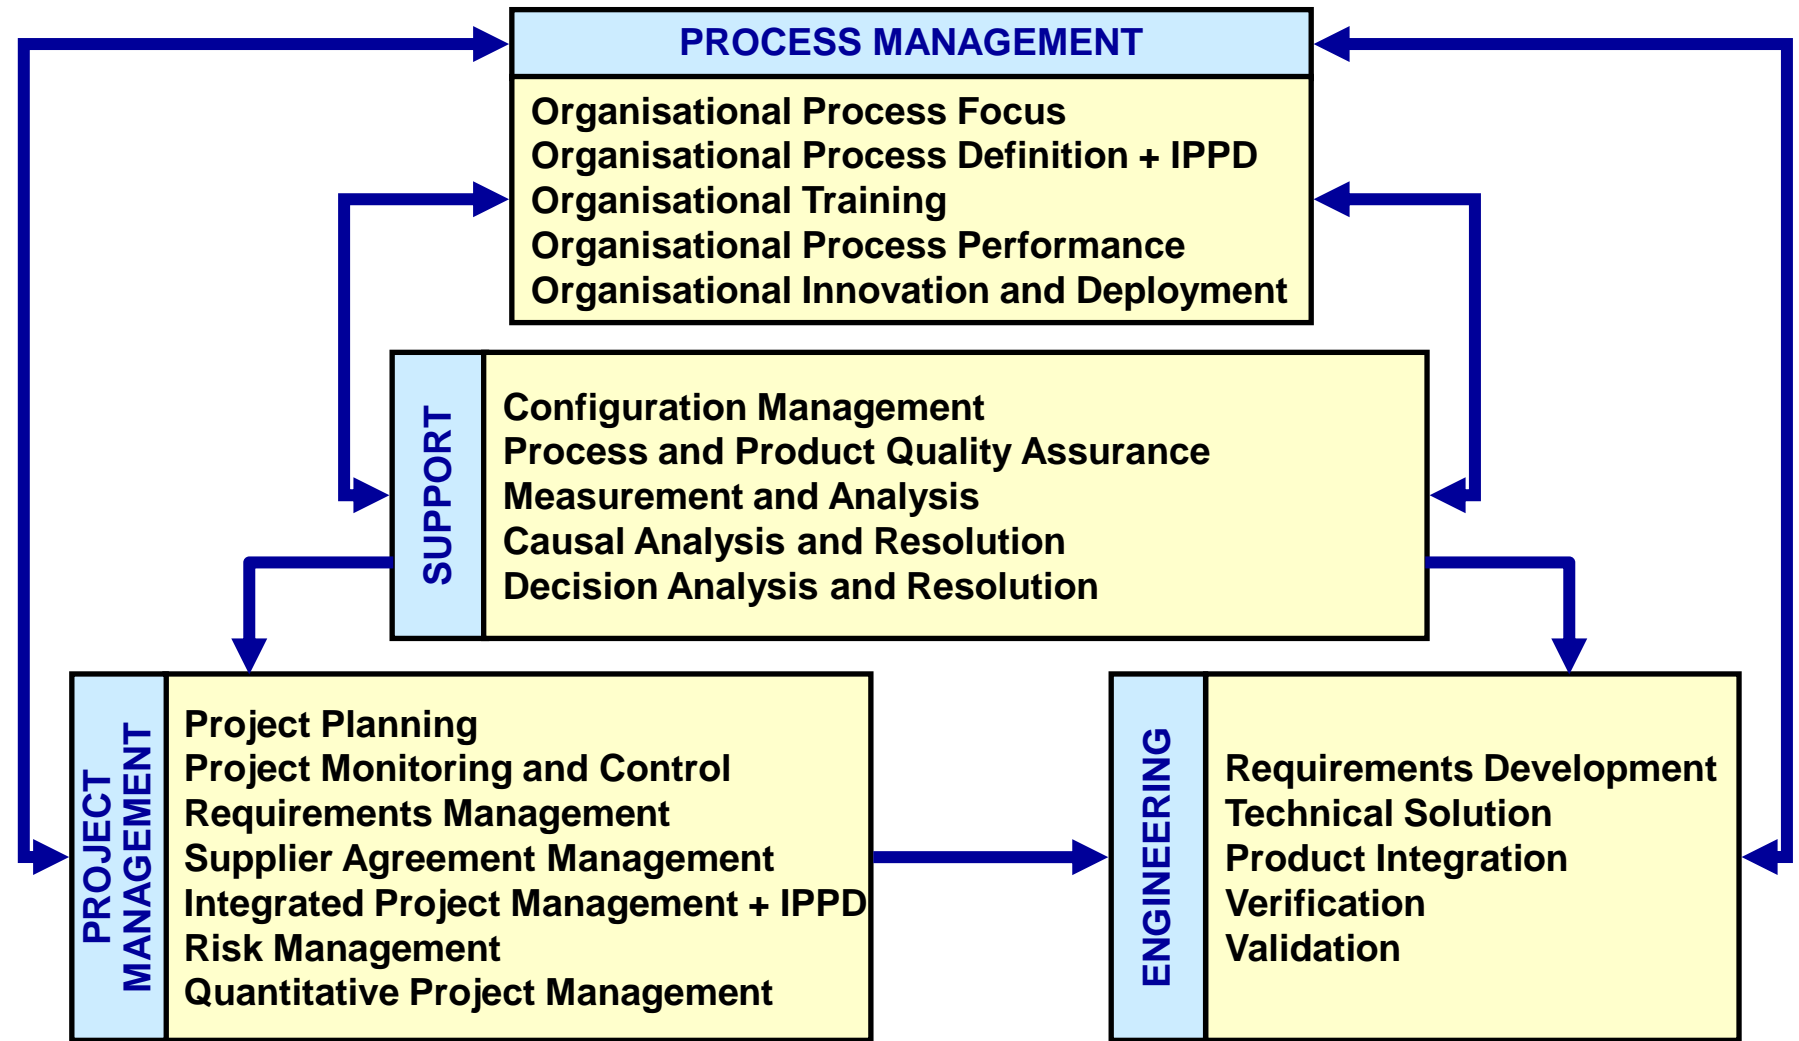 PROCESS MANAGEMENT
Organisational Process Focus
Organisational Process Definition + IPPD
Organisational Training
Organisational Process Performance
Organisational Innovation and Deployment
SUPPORT
Configuration Management
Process and Product Quality Assurance
Measurement and Analysis
Causal Analysis and Resolution
Decision Analysis and Resolution
PROJECT
MANAGEMENT
Project Planning
Project Monitoring and Control
Requirements Management
Supplier Agreement Management
Integrated Project Management + IPPD
Risk Management
Quantitative Project Management
ENGINEERING
Requirements Development
Technical Solution
Product Integration
Verification
Validation